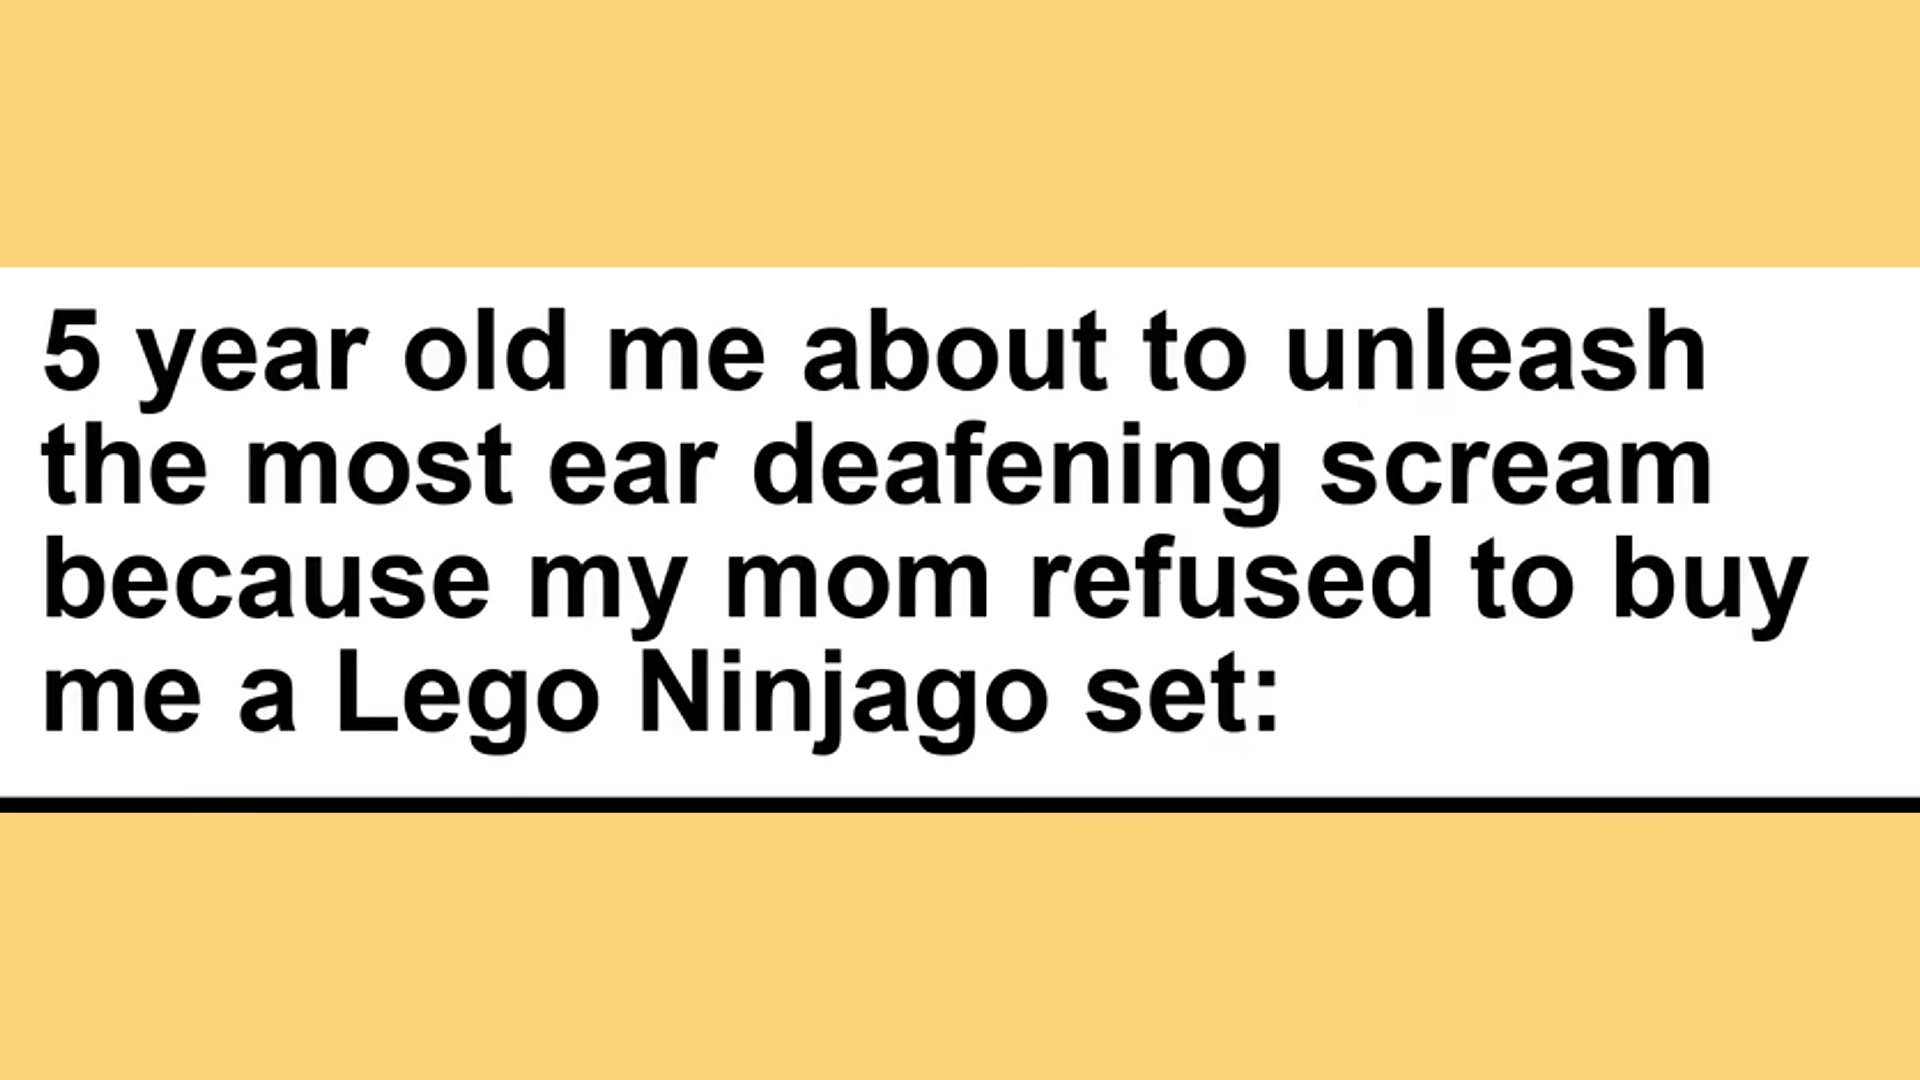 5 year old me about to unleash
the most ear deafening scream
because my mom refused to buy
me a Lego Ninjago set: